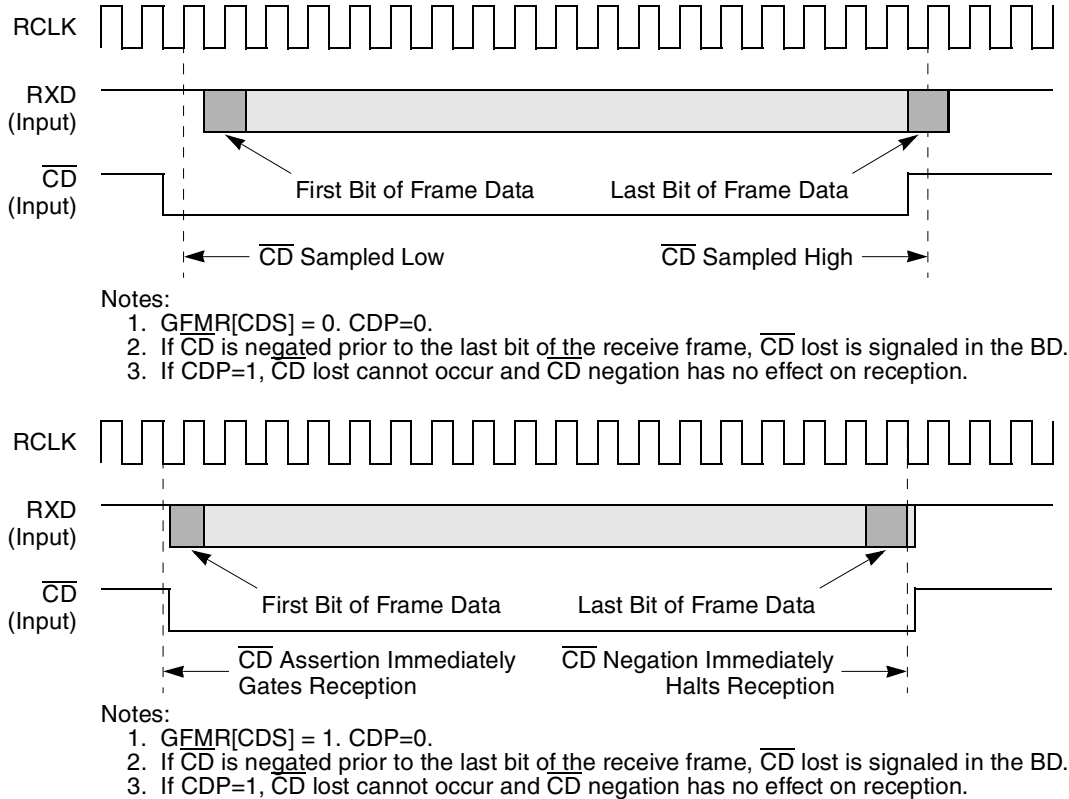 RCLK
RXD
(Input)
First Bit of Frame Data
Last Bit of Frame Data
CD
(Input)
CD Sampled Low
CD Sampled High
Notes:
1. GFMR[CDS] = 0. CDP=0.
2. If CD is negated prior to the last bit of the receive frame, CD lost is signaled in the BD.
3. If CDP=1, CD lost cannot occur and CD negation has no effect on reception.
RCLK
RXD
(Input)
First Bit of Frame Data
Last Bit of Frame Data
CD
(Input)
CD Assertion Immediately
Gates Reception
CD Negation Immediately
Halts Reception
Notes:
1. GFMR[CDS] = 1. CDP=0.
2. If CD is negated prior to the last bit of the receive frame, CD lost is signaled in the BD.
3. If CDP=1, CD lost cannot occur and CD negation has no effect on reception.